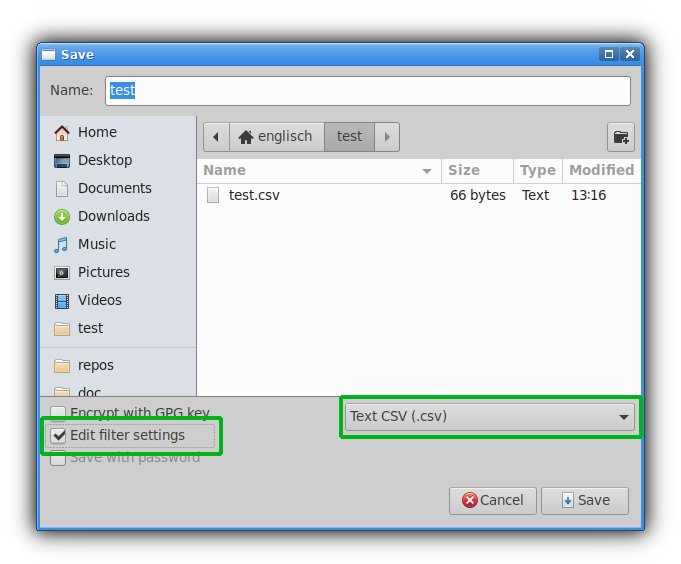 Save
Name: test
Home
Desktop
Documents
Downloads
Music
Pictures
Videos
test
repos
doc
englisch test
Name Size Type Modified
test.csv 66 bytes Text 13:16
Encrypt with GPG key
Edit filter settings
Save with password
Text CSV (.csv)
Cancel Save